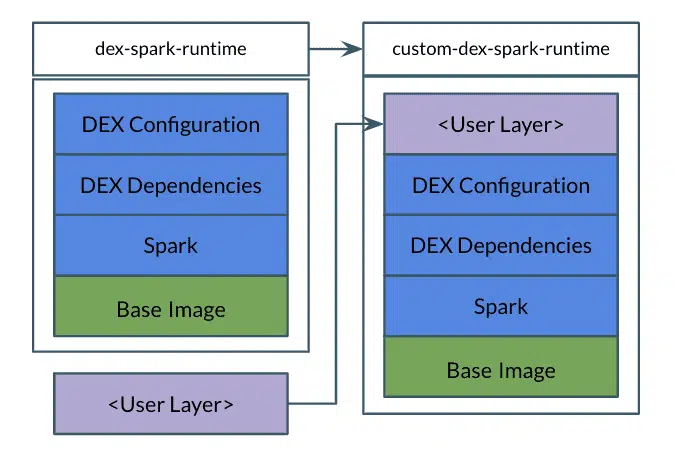 dex-spark-runtime
custom-dex-spark-runtime
DEX Configuration
DEX Dependencies
Spark
Base Image
<User Layer>
<User Layer>
DEX Configuration
DEX Dependencies
Spark
Base Image